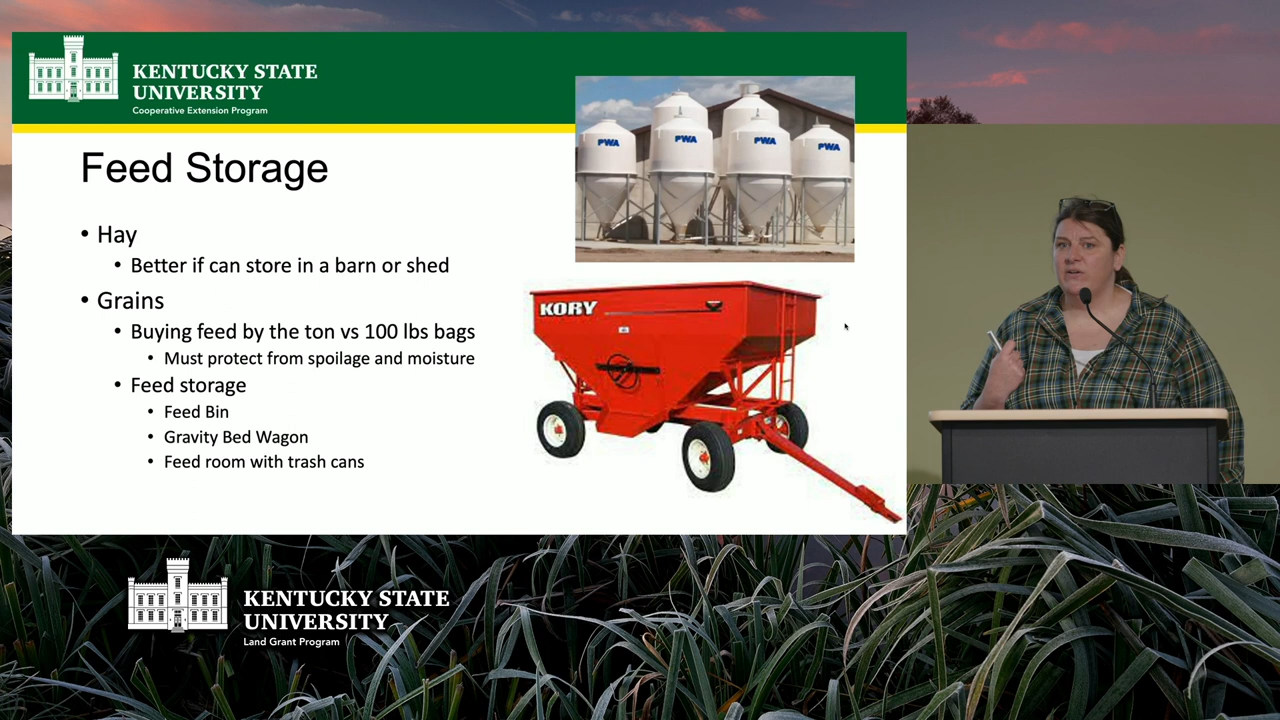 KENTUCKY STATE
UNIVERSITY
Cooperative Extension Program
PWA
PWA
PWA
PWA
Feed Storage
• Hay
• Better if can store in a barn or shed
• Grains
• Buying feed by the ton vs 100 lbs bags
• Must protect from spoilage and moisture
• Feed storage
• Feed Bin
• Gravity Bed Wagon
• Feed room with trash cans
KORY
KENTUCKY STATE
UNIVERSITY
Land Grant Program